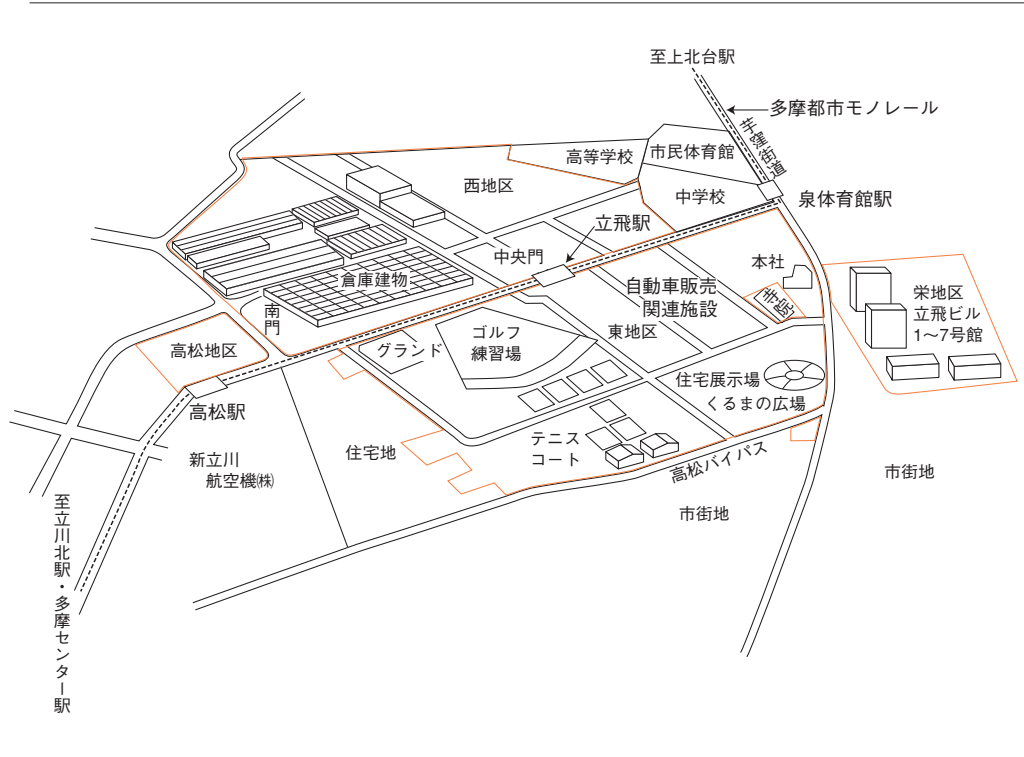 至上北台駅
多摩都市モノレール
芋窪街道
高等学校
市民体育館
西地区
中学校
泉体育館駅
立飛駅
中央門
本社
倉庫建物
自動車販売
関連施設
寺院
栄地区
立飛ビル
1〜7号館
南門
ゴルフ
練習場
東地区
グランド
高松地区
住宅展示場
くるまの広場
高松駅
テニス
コート
住宅地
新立川
航空機㈱
高松バイパス
市街地
市街地
至立川北駅・多摩センター駅